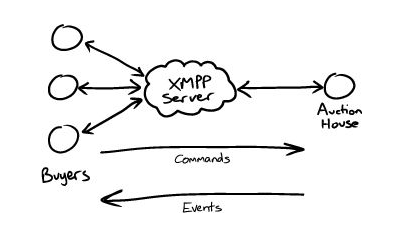 XMPP
Server
Auction
House
Buyers
Commands
Events